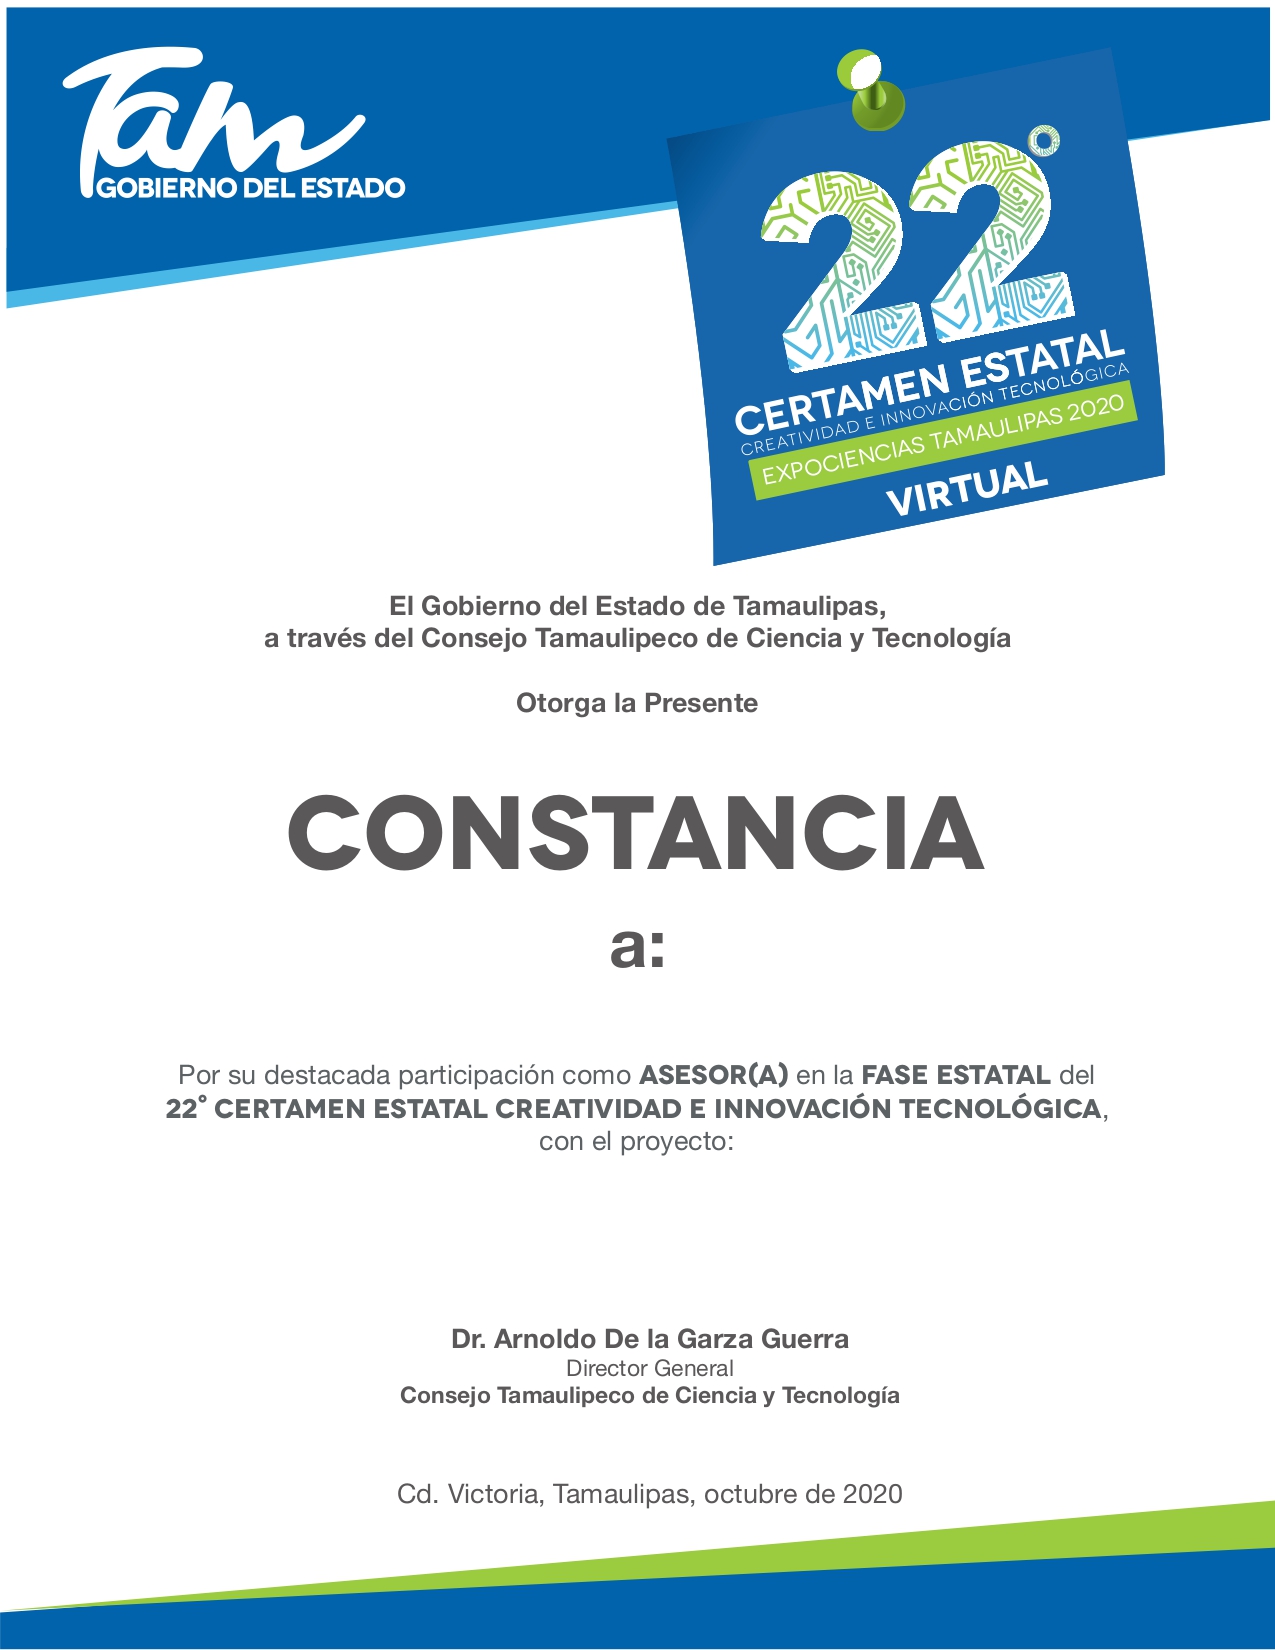 Tam
GOBIERNO DEL ESTADO
22°
CERTAMEN ESTATAL
CREATIVIDAD E INNOVACIÓN TECNOLÓGICA
EXPOCIENCIAS TAMAULIPAS 2020
VIRTUAL
El Gobierno del Estado de Tamaulipas,
a través del Consejo Tamaulipeco de Ciencia y Tecnología
Otorga la Presente
CONSTANCIA
a:
Por su destacada participación como ASESOR(A) en la FASE ESTATAL del
22° CERTAMEN ESTATAL CREATIVIDAD E INNOVACIÓN TECNOLÓGICA,
con el proyecto:
Dr. Arnoldo De la Garza Guerra
Director General
Consejo Tamaulipeco de Ciencia y Tecnología
Cd. Victoria, Tamaulipas, octubre de 2020